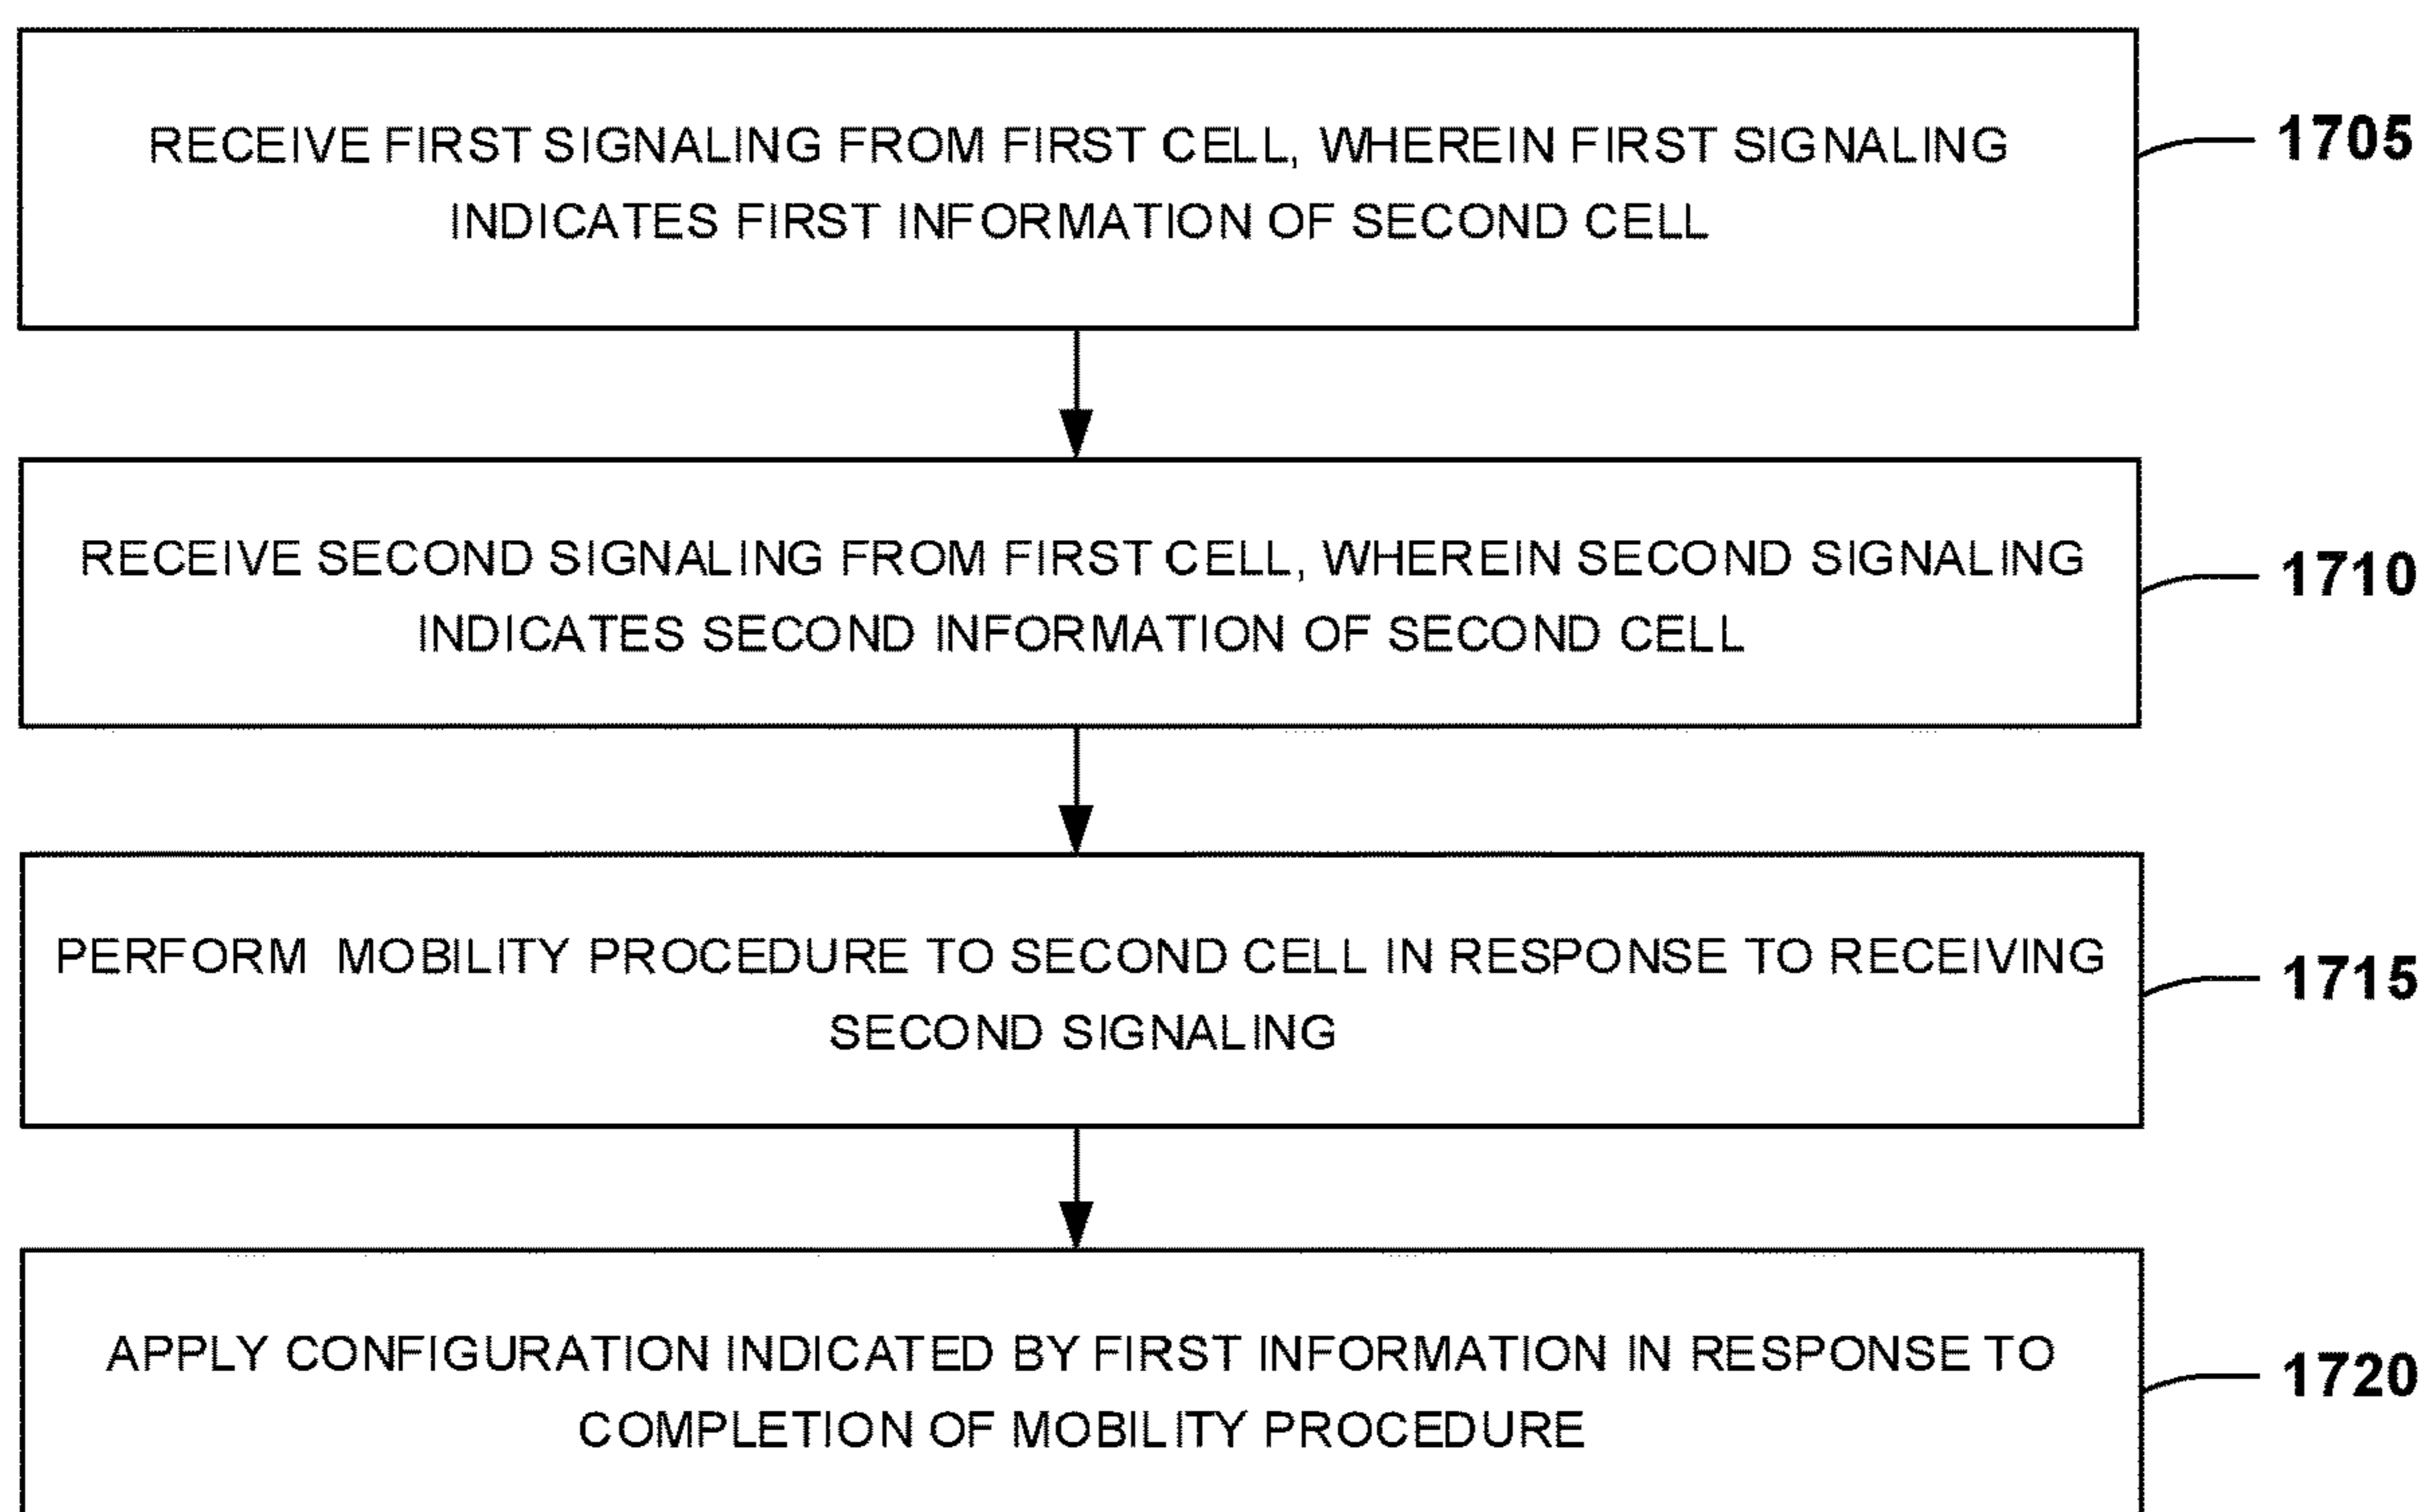 RECEIVE FIRST SIGNALING FROM FIRST CELL, WHEREIN FIRST SIGNALING
INDICATES FIRST INFORMATION OF SECOND CELL
1705
RECEIVE SECOND SIGNALING FROM FIRST CELL, WHEREIN SECOND SIGNALING
INDICATES SECOND INFORMATION OF SECOND CELL
1710
PERFORM MOBILITY PROCEDURE TO SECOND CELL IN RESPONSE TO RECEIVING
SECOND SIGNALING
1715
APPLY CONFIGURATION INDICATED BY FIRST INFORMATION IN RESPONSE TO
COMPLETION OF MOBILITY PROCEDURE
1720